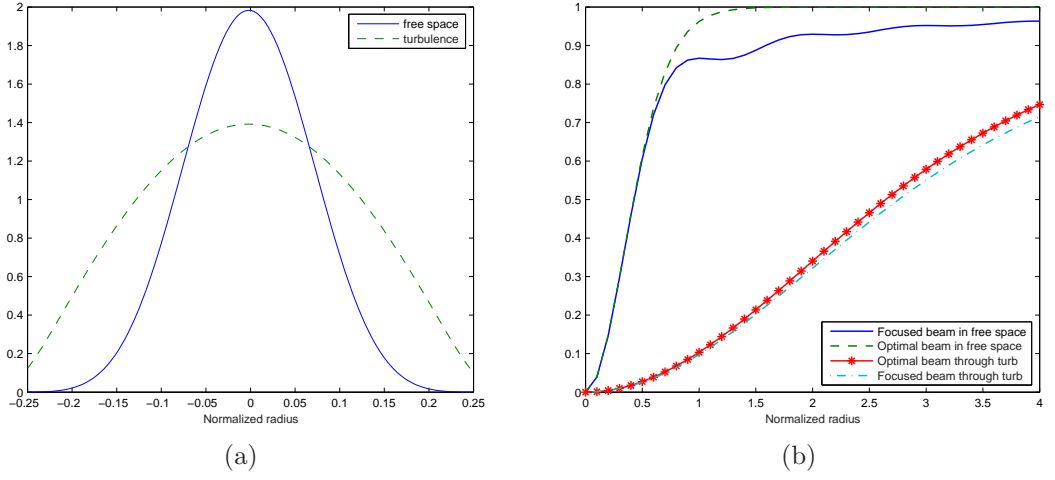 2
1.8
1.6
1.4
1.2
1
0.8
0.6
0.4
0.2
0
−0.25 −0.2 −0.15 −0.1 −0.05 0 0.05 0.1 0.15 0.2 0.25
Normalized radius
free space
turbulence
(a)
1
0.9
0.8
0.7
0.6
0.5
0.4
0.3
0.2
0.1
0
0 0.5 1 1.5 2 2.5 3 3.5 4
Normalized radius
Focused beam in free space
Optimal beam in free space
Optimal beam through turb
Focused beam through turb
(b)